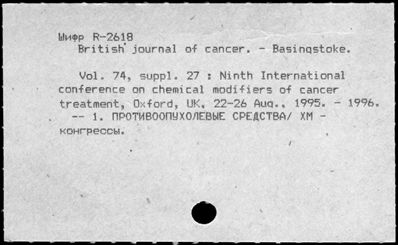 Шифр R-2618
British journal of cancer. - Basingstoke.
Vol. 74, suppl. 27 : Ninth International
conference on chemical modifiers of cancer
treatment, Oxford, UK, 22-26 Aug., 1995. - 1996.
-- 1. ПРОТИВООПУХОЛЕВЫЕ СРЕДСТВА/ ХМ -
конгрессы.